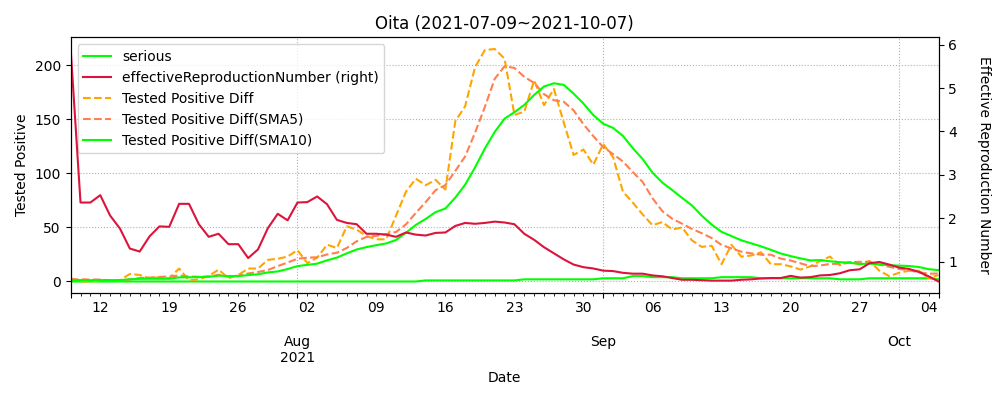 Oita (2021-07-09~2021-10-07)
serious
effectiveReproductionNumber (right)
Tested Positive Diff
Tested Positive Diff(SMA5)
Tested Positive Diff(SMA10)
Tested Positive
200
150
100
50
0
6
5
4
3
2
1
Effective Reproduction Number
12 19 26 02 09 16 23 30 06 13 20 27 04
Aug Sep Oct
2021
Date